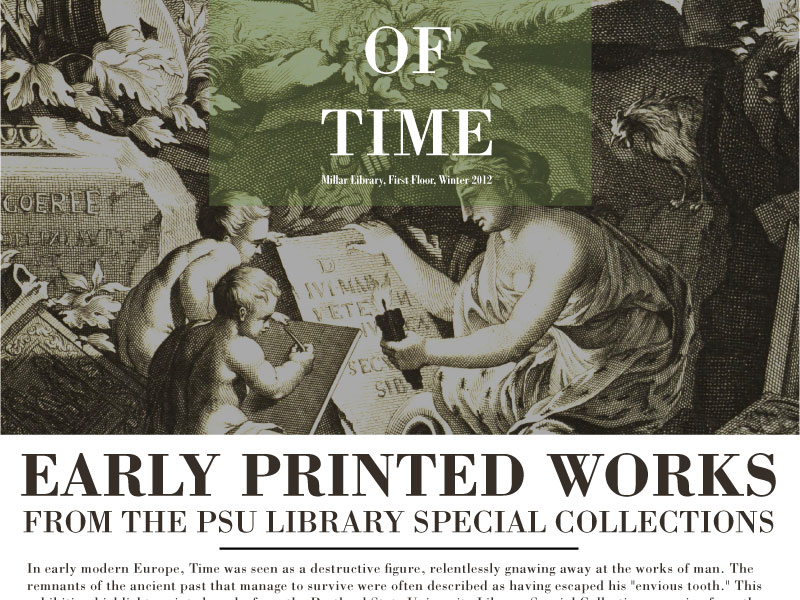 OF
TIME
Millar Library, First Floor, Winter 2012
COERTE
EARLY PRINTED WORKS
FROM THE PSU LIBRARY SPECIAL COLLECTIONS
In early modern Europe, Time was seen as a destructive figure, relentlessly gnawing away at the works of man. The
remnants of the ancient past that manage to survive were often described as having escaped his "envious tooth." This